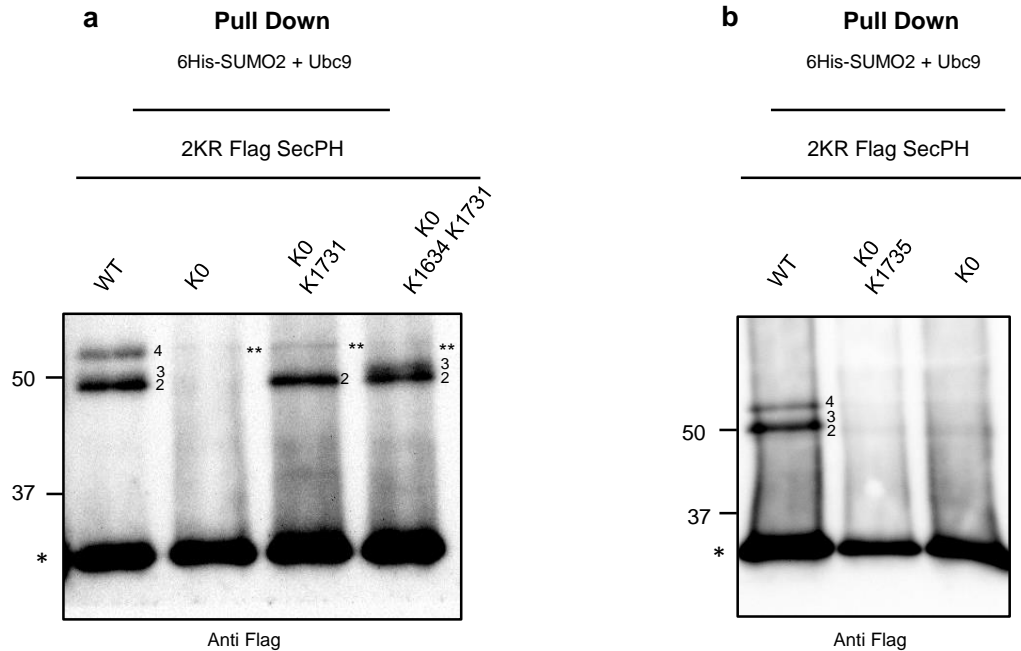 a
Pull Down
6His-SUMO2 + Ubc9
2KR Flag SecPH
WT
K0
K0
K1731
K0
K1634 K1731
4
3
2
**
**
2
**
3
2
50
37
*
Anti Flag
b
Pull Down
6His-SUMO2 + Ubc9
2KR Flag SecPH
WT
K0
K1735
K0
4
3
2
50
37
*
Anti Flag